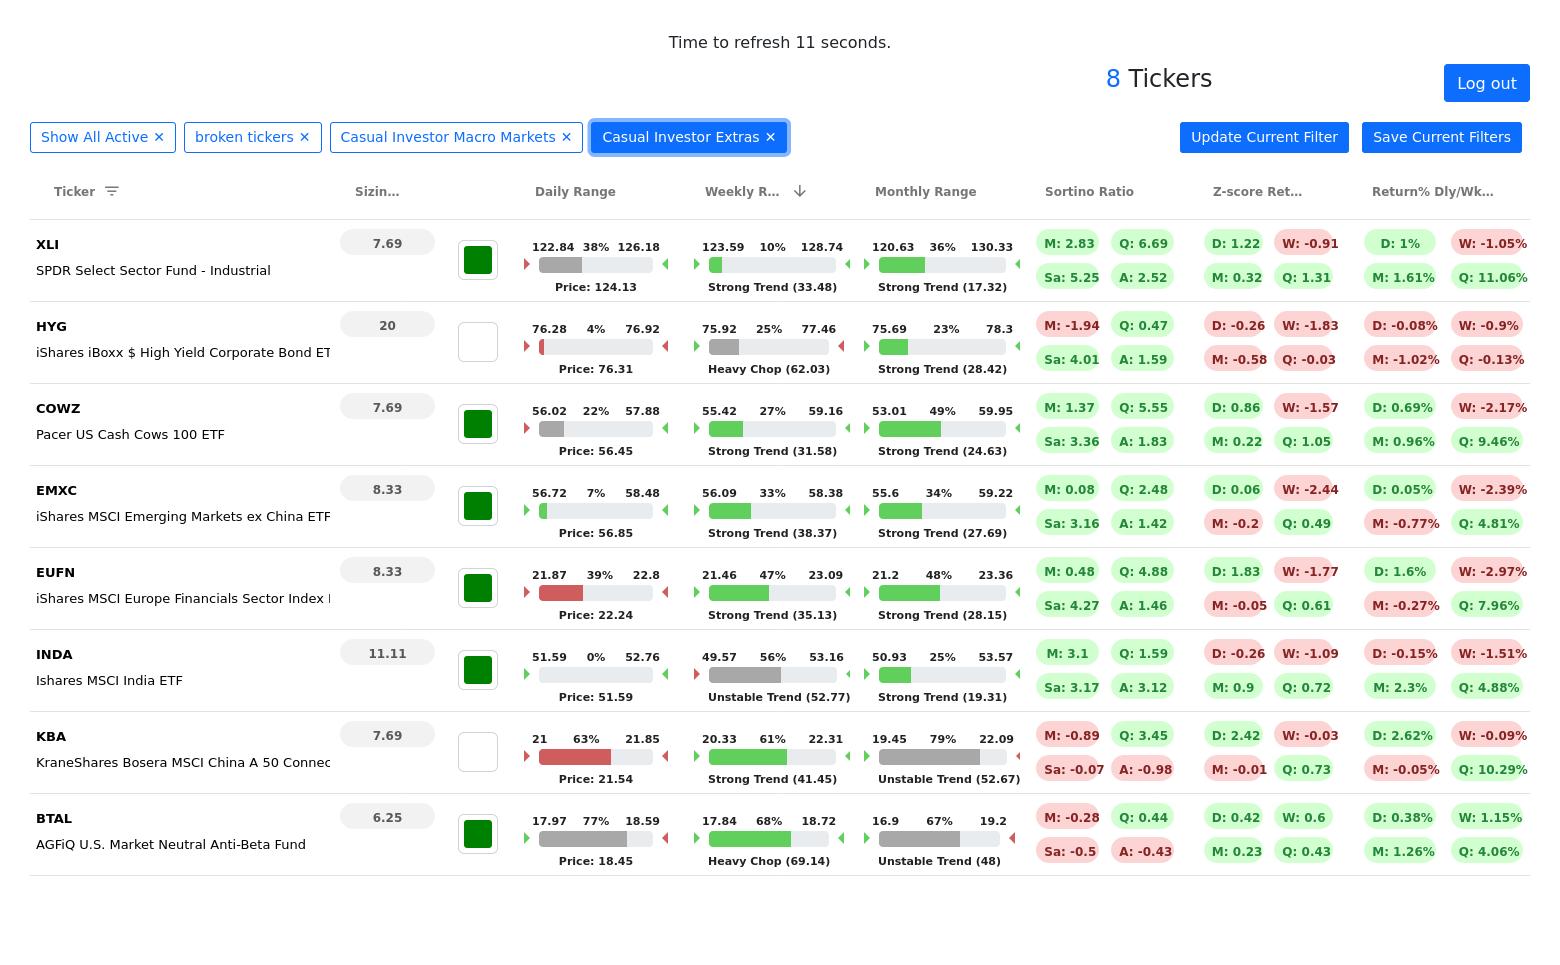 Time to refresh 11 seconds.
8 Tickers
Log out
Show All Active ✕ broken tickers ✕ Casual Investor Macro Markets ✕ Casual Investor Extras ✕ Update Current Filter Save Current Filters
Ticker Sizin... Daily Range Weekly R... Monthly Range Sortino Ratio Z-score Ret... Return% Dly/Wk...
XLI 7.69 122.84 38% 126.18 123.59 10% 128.74 120.63 36% 130.33 M: 2.83 Q: 6.69 D: 1.22 W: -0.91 D: 1% W: -1.05%
SPDR Select Sector Fund - Industrial Price: 124.13 Strong Trend (33.48) Strong Trend (17.32) Sa: 5.25 A: 2.52 M: 0.32 Q: 1.31 M: 1.61% Q: 11.06%
HYG 20 76.28 4% 76.92 75.92 25% 77.46 75.69 23% 78.3 M: -1.94 Q: 0.47 D: -0.26 W: -1.83 D: -0.08% W: -0.9%
iShares iBoxx $ High Yield Corporate Bond ET Price: 76.31 Heavy Chop (62.03) Strong Trend (28.42) Sa: 4.01 A: 1.59 M: -0.58 Q: -0.03 M: -1.02% Q: -0.13%
COWZ 7.69 56.02 22% 57.88 55.42 27% 59.16 53.01 49% 59.95 M: 1.37 Q: 5.55 D: 0.86 W: -1.57 D: 0.69% W: -2.17%
Pacer US Cash Cows 100 ETF Price: 56.45 Strong Trend (31.58) Strong Trend (24.63) Sa: 3.36 A: 1.83 M: 0.22 Q: 1.05 M: 0.96% Q: 9.46%
EMXC 8.33 56.72 7% 58.48 56.09 33% 58.38 55.6 34% 59.22 M: 0.08 Q: 2.48 D: 0.06 W: -2.44 D: 0.05% W: -2.39%
iShares MSCI Emerging Markets ex China ETF Price: 56.85 Strong Trend (38.37) Strong Trend (27.69) Sa: 3.16 A: 1.42 M: -0.2 Q: 0.49 M: -0.77% Q: 4.81%
EUFN 8.33 21.87 39% 22.8 21.46 47% 23.09 21.2 48% 23.36 M: 0.48 Q: 4.88 D: 1.83 W: -1.77 D: 1.6% W: -2.97%
iShares MSCI Europe Financials Sector Index Price: 22.24 Strong Trend (35.13) Strong Trend (28.15) Sa: 4.27 A: 1.46 M: -0.05 Q: 0.61 M: -0.27% Q: 7.96%
INDA 11.11 51.59 0% 52.76 49.57 56% 53.16 50.93 25% 53.57 M: 3.1 Q: 1.59 D: -0.26 W: -1.09 D: -0.15% W: -1.51%
Ishares MSCI India ETF Price: 51.59 Unstable Trend (52.77) Strong Trend (19.31) Sa: 3.17 A: 3.12 M: 0.9 Q: 0.72 M: 2.3% Q: 4.88%
KBA 7.69 21 63% 21.85 20.33 61% 22.31 19.45 79% 22.09 M: -0.89 Q: 3.45 D: 2.42 W: -0.03 D: 2.62% W: -0.09%
KraneShares Bosera MSCI China A 50 Connec Price: 21.54 Strong Trend (41.45) Unstable Trend (52.67) Sa: -0.07 A: -0.98 M: -0.01 Q: 0.73 M: -0.05% Q: 10.29%
BTAL 6.25 17.97 77% 18.59 17.84 68% 18.72 16.9 67% 19.2 M: -0.28 Q: 0.44 D: 0.42 W: 0.6 D: 0.38% W: 1.15%
AGFiQ U.S. Market Neutral Anti-Beta Fund Price: 18.45 Heavy Chop (69.14) Unstable Trend (48) Sa: -0.5 A: -0.43 M: 0.23 Q: 0.43 M: 1.26% Q: 4.06%